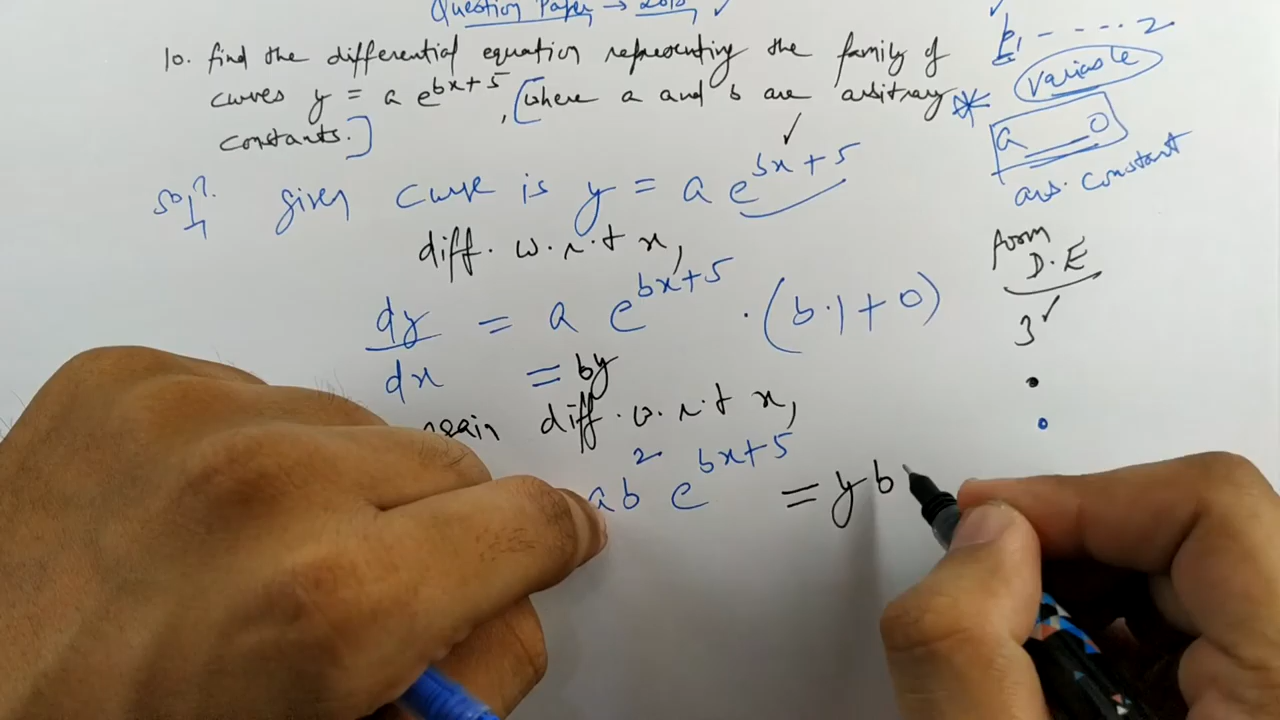 Question Paper → 2018 ✓
10. find the differential equation representing the family of
curves y = a e^{bx+5}, [where a and b are arbitrary
constants.]
b, - - - - 2
Variable
a 0
arb. constant
Solⁿ. given curve is y = a e^{bx+5}
diff. w.r.t x,
dy/dx = a e^{bx+5} . (b.1 + 0)
= by
again diff. w.r.t x,
ab² e^{bx+5} = yb
form
D.E
3 ✓